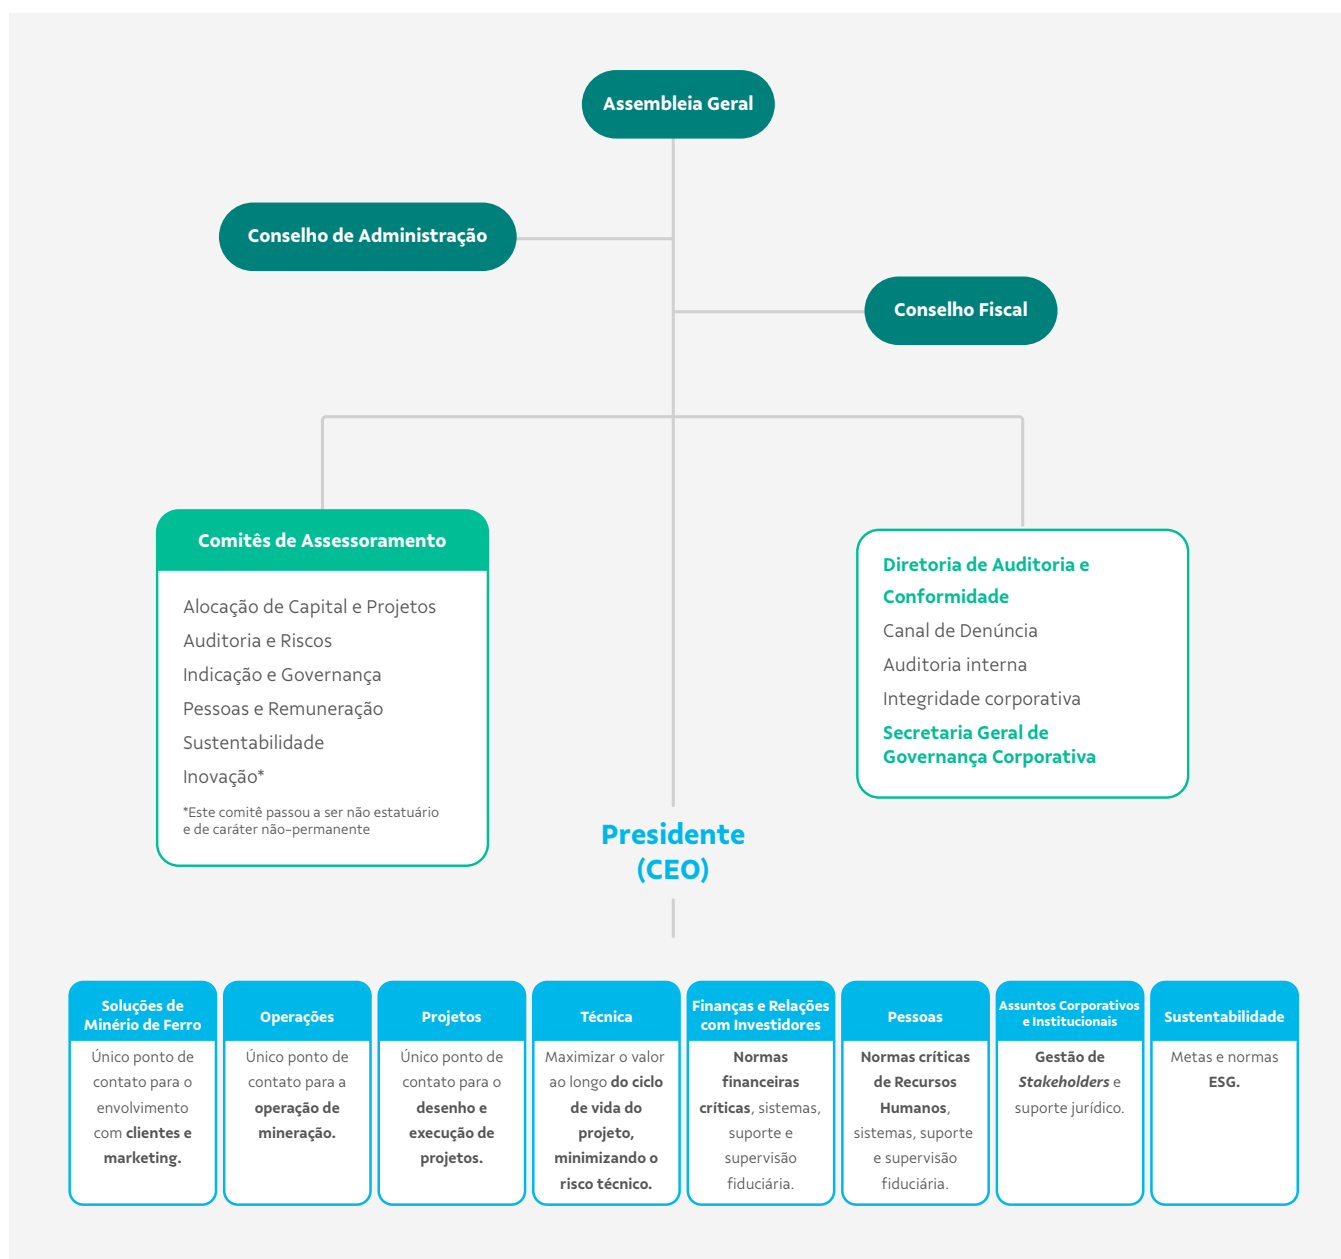 Assembleia Geral
Conselho de Administração
Conselho Fiscal
Comitês de Assessoramento
Alocação de Capital e Projetos
Auditoria e Riscos
Indicação e Governança
Pessoas e Remuneração
Sustentabilidade
Inovação*
*Este comitê passou a ser não estatuário
e de caráter não-permanente
Diretoria de Auditoria e
Conformidade
Canal de Denúncia
Auditoria interna
Integridade corporativa
Secretaria Geral de
Governança Corporativa
Presidente
(CEO)
Soluções de
Minério de Ferro
Único ponto de
contato para o
envolvimento
com clientes e
marketing.
Operações
Único ponto de
contato para a
operação de
mineração.
Projetos
Único ponto de
contato para o
desenho e
execução de
projetos.
Técnica
Maximizar o valor
ao longo do ciclo
de vida do
projeto,
minimizando o
risco técnico.
Finanças e Relações
com Investidores
Normas
financeiras
críticas, sistemas,
suporte e
supervisão
fiduciária.
Pessoas
Normas críticas
de Recursos
Humanos,
sistemas, suporte
e supervisão
fiduciária.
Assuntos Corporativos
e Institucionais
Gestão de
Stakeholders e
suporte jurídico.
Sustentabilidade
Metas e normas
ESG.